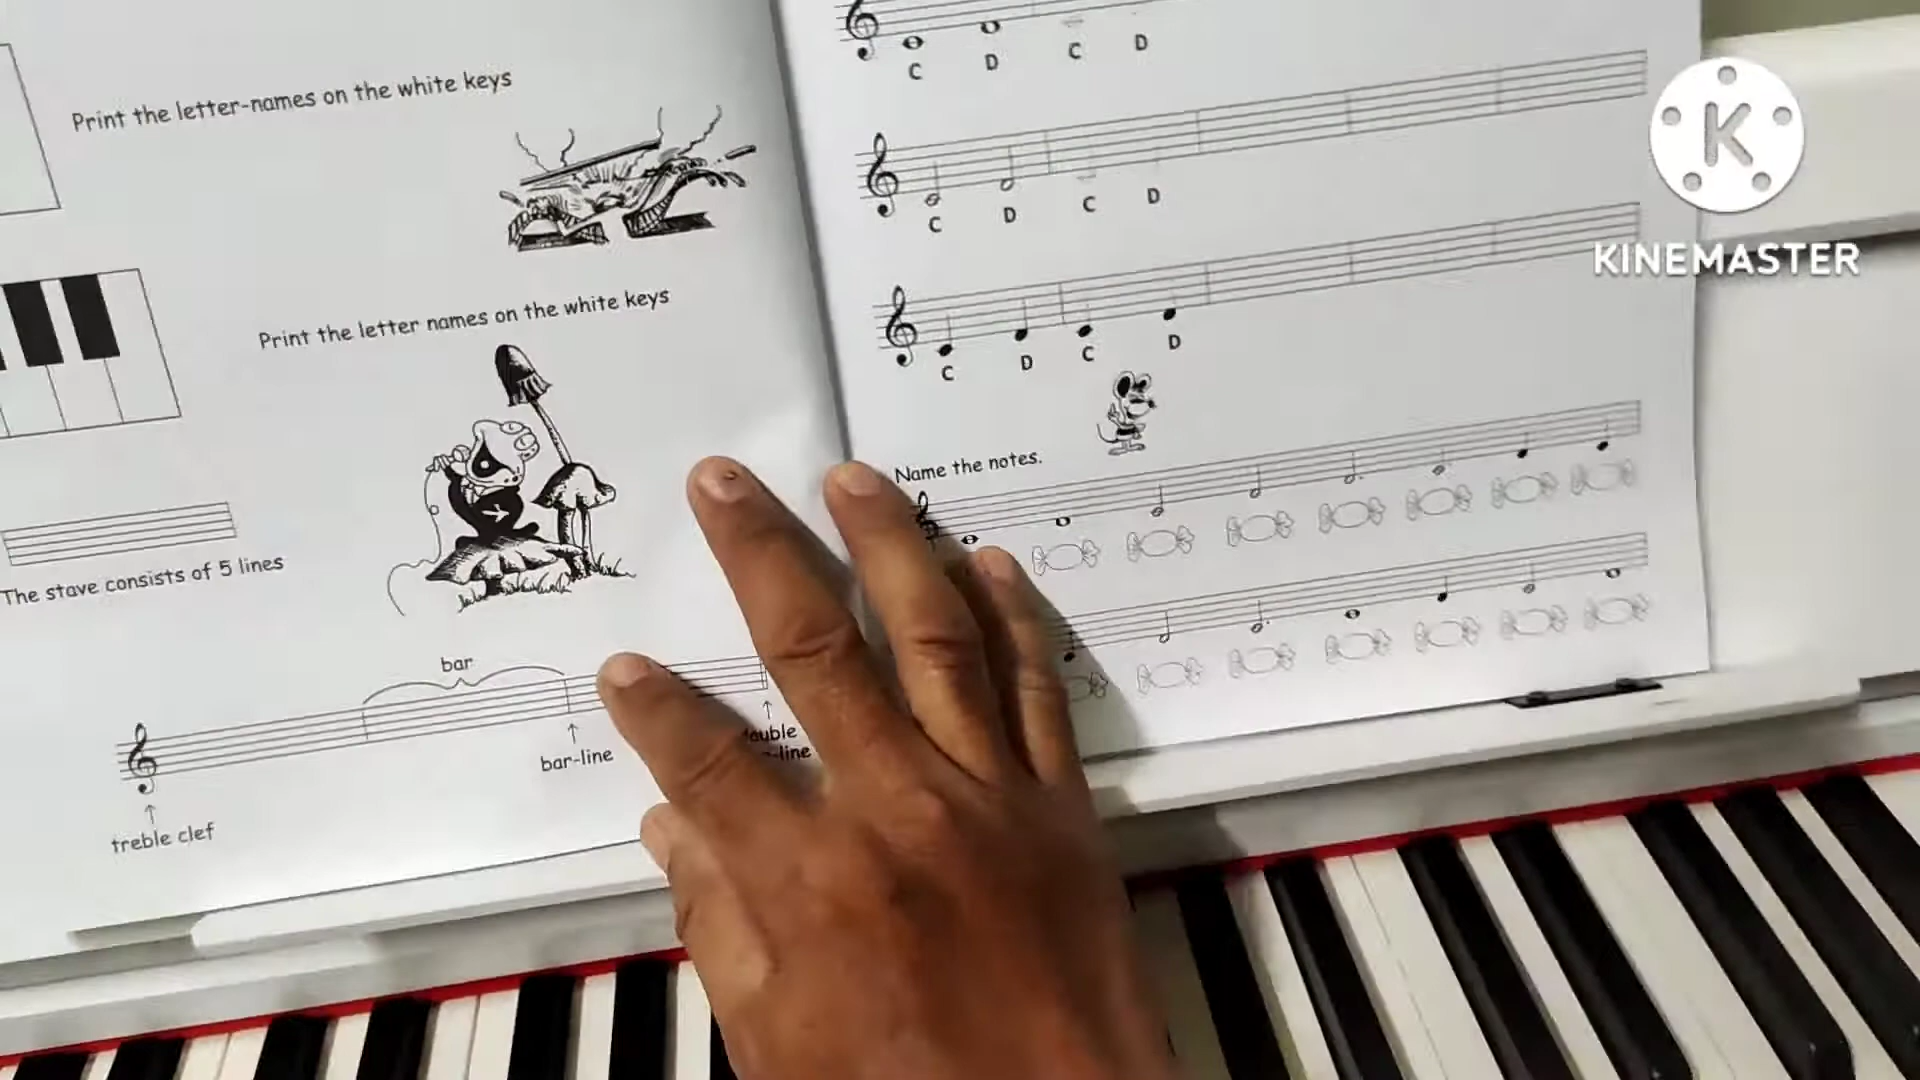 Print the letter-names on the white keys
Print the letter names on the white keys
The stave consists of 5 lines
bar
bar-line
treble clef
C D C D
C D C D
C D C D
Name the notes.
K
KINEMASTER